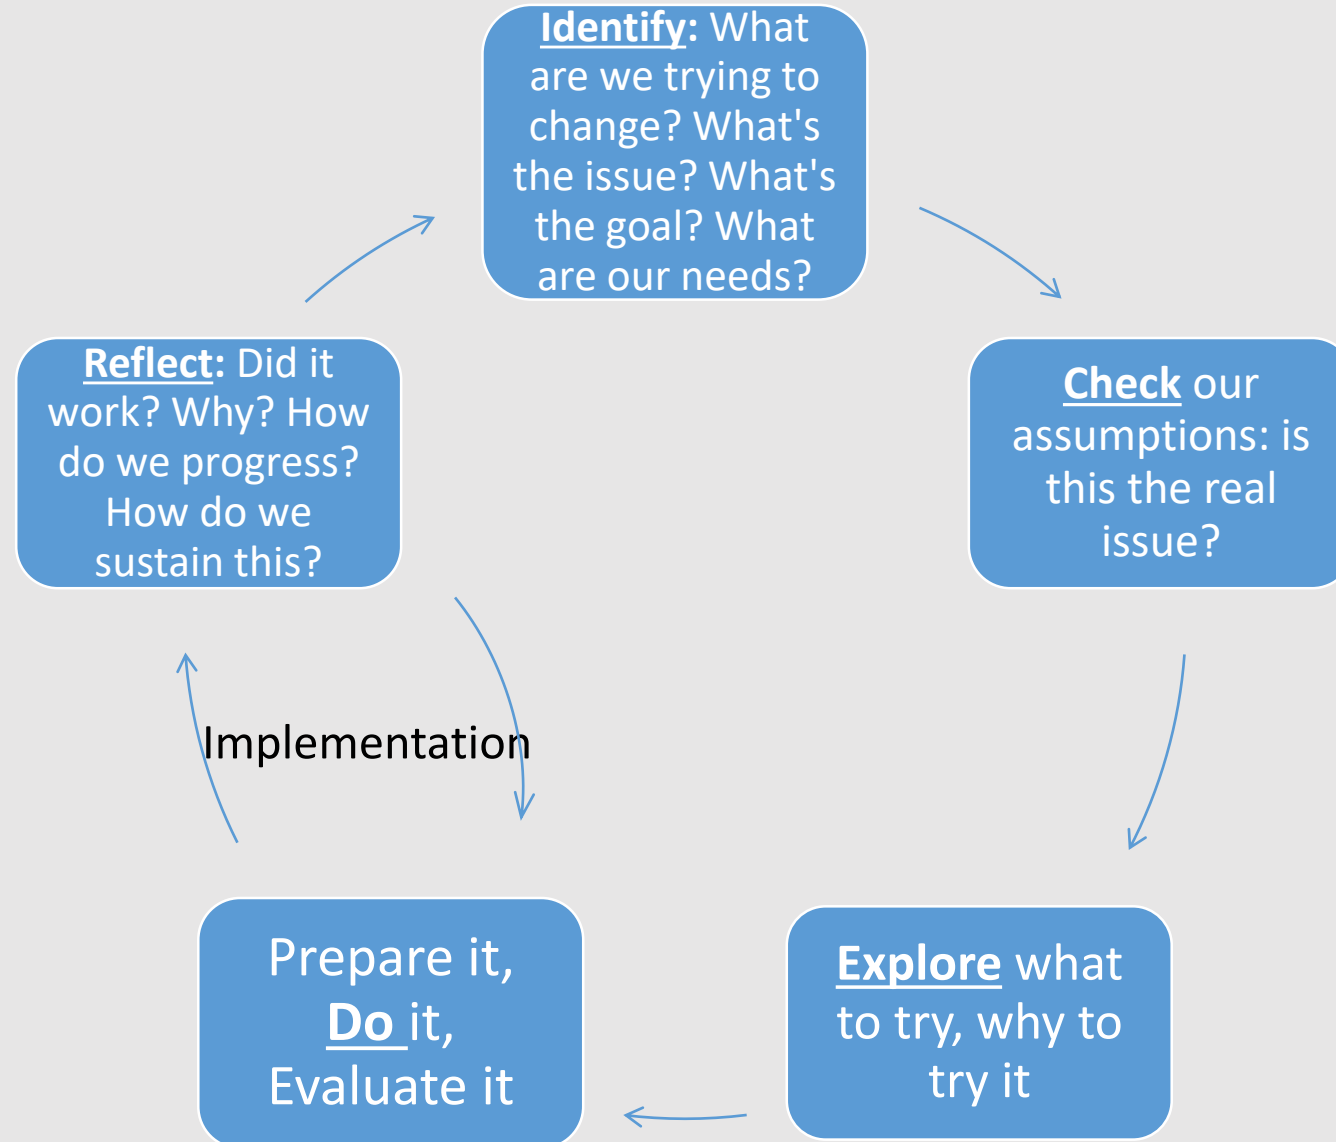 Identify: What
are we trying to
change? What's
the issue? What's
the goal? What
are our needs?
Check our
assumptions: is
this the real
issue?
Explore what
to try, why to
try it
Prepare it,
Do it,
Evaluate it
Implementation
Reflect: Did it
work? Why? How
do we progress?
How do we
sustain this?